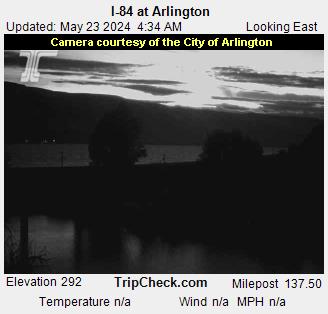 I-84 at Arlington
Updated: May 23 2024 4:34 AM Looking East
Camera courtesy of the City of Arlington
Elevation 292 TripCheck.com Milepost 137.50
Temperature n/a Wind n/a MPH n/a